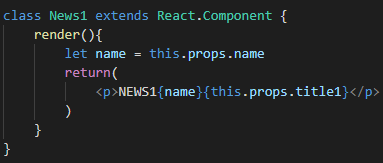 class News1 extends React.Component {
    render(){
        let name = this.props.name
        return(
            <p>NEWS1{name}{this.props.title1}</p>
        )
    }
}